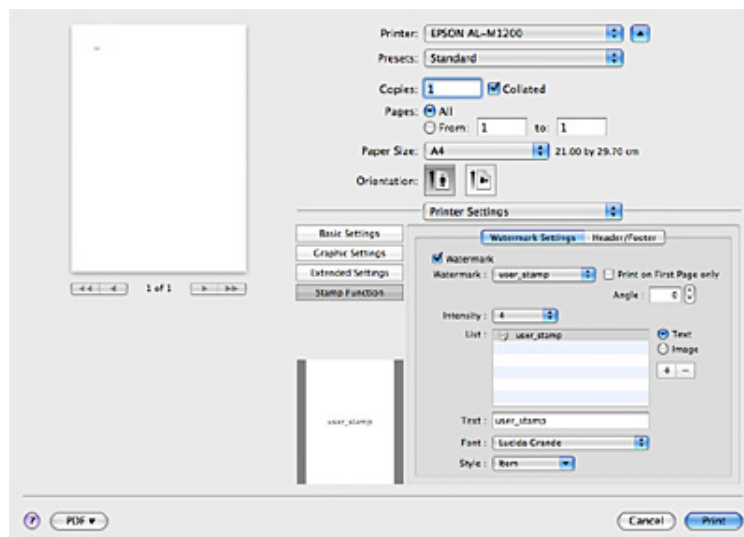 Printer: EPSON AL-M1200
Presets: Standard
Copies: 1 Collated
Pages: All
From: 1 to: 1
Paper Size: A4 21.00 by 29.70 cm
Orientation:
Printer Settings
Basic Settings
Graphic Settings
Extended Settings
Stamp Function
1 of 1
Watermark Settings Header/Footer
Watermark
Watermark : user_stamp Print on First Page only
Angle : 0
Intensity : 4
List : user_stamp Text
Image
+ −
user_stamp
Text : user_stamp
Font : Lucida Grande
Style : Item
? PDF ▾ Cancel Print